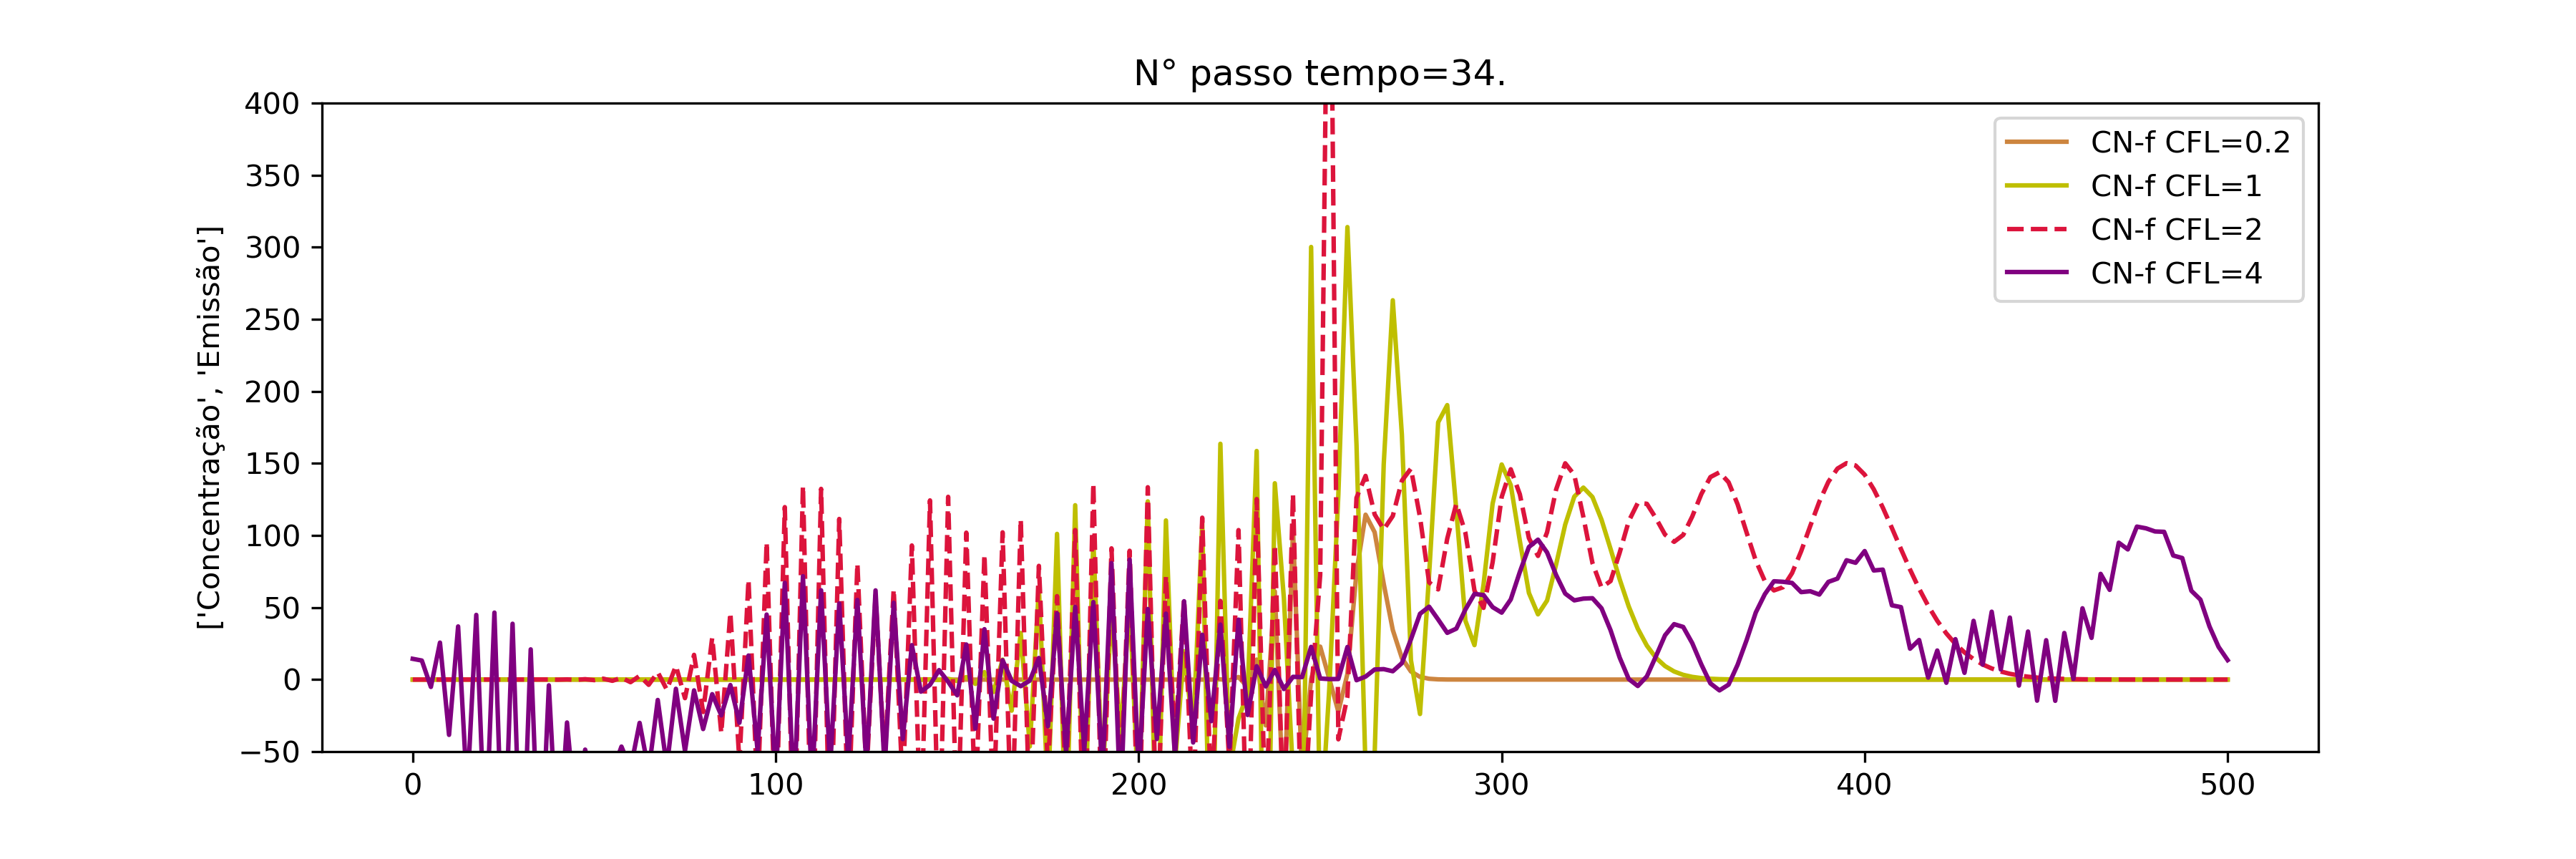 N° passo tempo=34.
['Concentração', 'Emissão']
400
350
300
250
200
150
100
50
0
−50
0 100 200 300 400 500
CN-f CFL=0.2
CN-f CFL=1
CN-f CFL=2
CN-f CFL=4